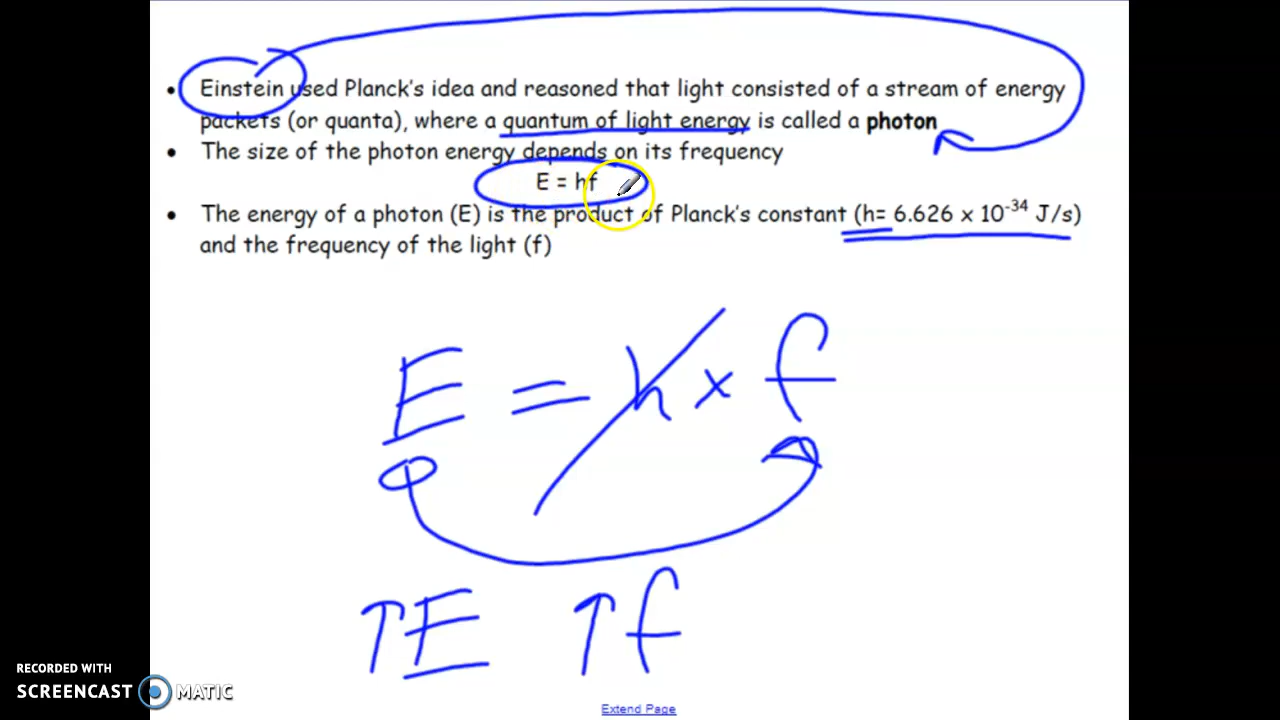 • Einstein used Planck's idea and reasoned that light consisted of a stream of energy
packets (or quanta), where a quantum of light energy is called a photon
• The size of the photon energy depends on its frequency
E = hf
• The energy of a photon (E) is the product of Planck's constant (h= 6.626 x 10⁻³⁴ J/s)
and the frequency of the light (f)
E = h x f
↑E ↑f
RECORDED WITH
SCREENCAST MATIC
Extend Page